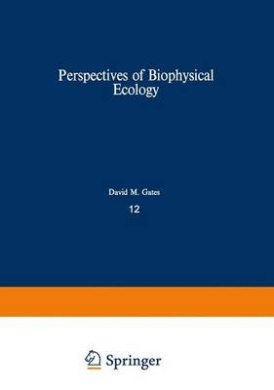 Perspectives of Biophysical
Ecology
David M. Gates
12
Springer